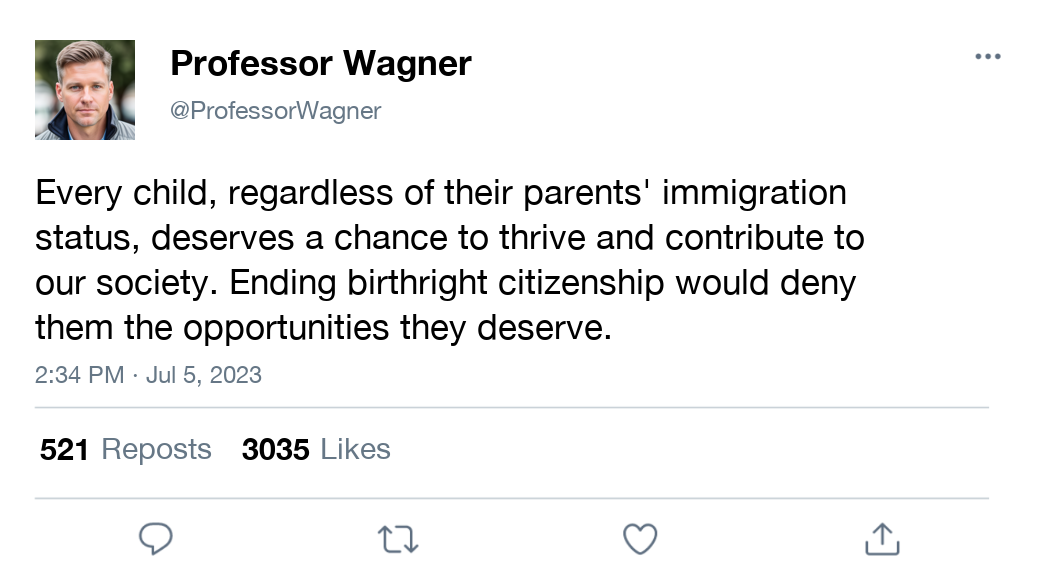 Professor Wagner
@ProfessorWagner
Every child, regardless of their parents' immigration
status, deserves a chance to thrive and contribute to
our society. Ending birthright citizenship would deny
them the opportunities they deserve.
2:34 PM · Jul 5, 2023
521 Reposts 3035 Likes